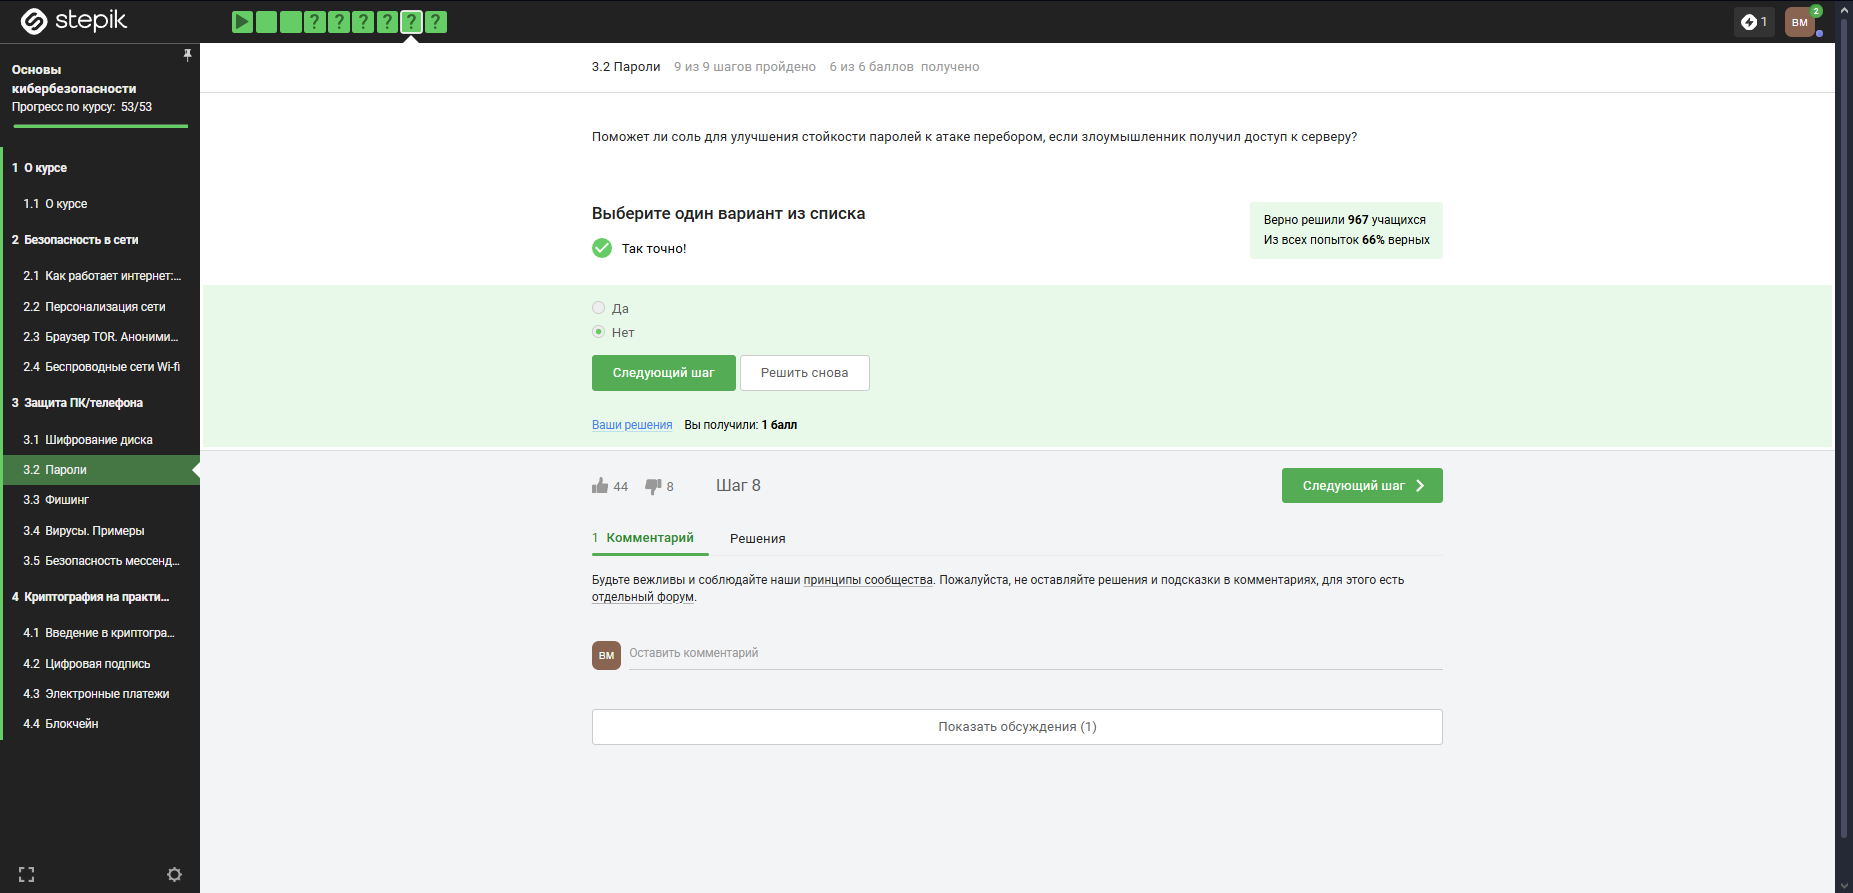 stepik
? ? ? ? ? ?
1
ВМ
2
Основы
кибербезопасности
Прогресс по курсу: 53/53
1 О курсе
1.1 О курсе
2 Безопасность в сети
2.1 Как работает интернет:...
2.2 Персонализация сети
2.3 Браузер TOR. Аноними...
2.4 Беспроводные сети Wi-fi
3 Защита ПК/телефона
3.1 Шифрование диска
3.2 Пароли
3.3 Фишинг
3.4 Вирусы. Примеры
3.5 Безопасность мессенд...
4 Криптография на практи...
4.1 Введение в криптогра...
4.2 Цифровая подпись
4.3 Электронные платежи
4.4 Блокчейн
3.2 Пароли 9 из 9 шагов пройдено 6 из 6 баллов получено
Поможет ли соль для улучшения стойкости паролей к атаке перебором, если злоумышленник получил доступ к серверу?
Выберите один вариант из списка
Так точно!
Верно решили 967 учащихся
Из всех попыток 66% верных
Да
Нет
Следующий шаг
Решить снова
Ваши решения Вы получили: 1 балл
44 8 Шаг 8
Следующий шаг
1 Комментарий Решения
Будьте вежливы и соблюдайте наши принципы сообщества. Пожалуйста, не оставляйте решения и подсказки в комментариях, для этого есть
отдельный форум.
ВМ
Оставить комментарий
Показать обсуждения (1)